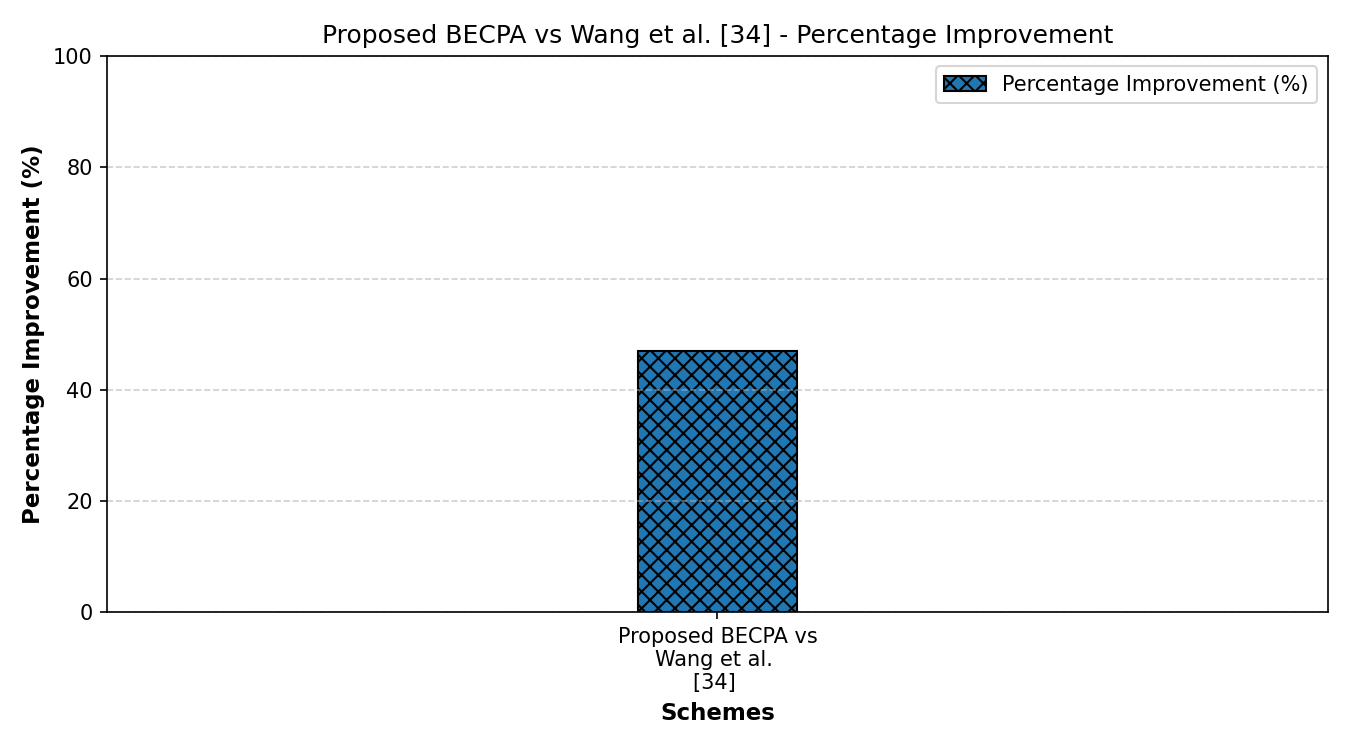 Proposed BECPA vs Wang et al. [34] - Percentage Improvement
Percentage Improvement (%)
Percentage Improvement (%)
100
80
60
40
20
0
Proposed BECPA vs
Wang et al.
[34]
Schemes